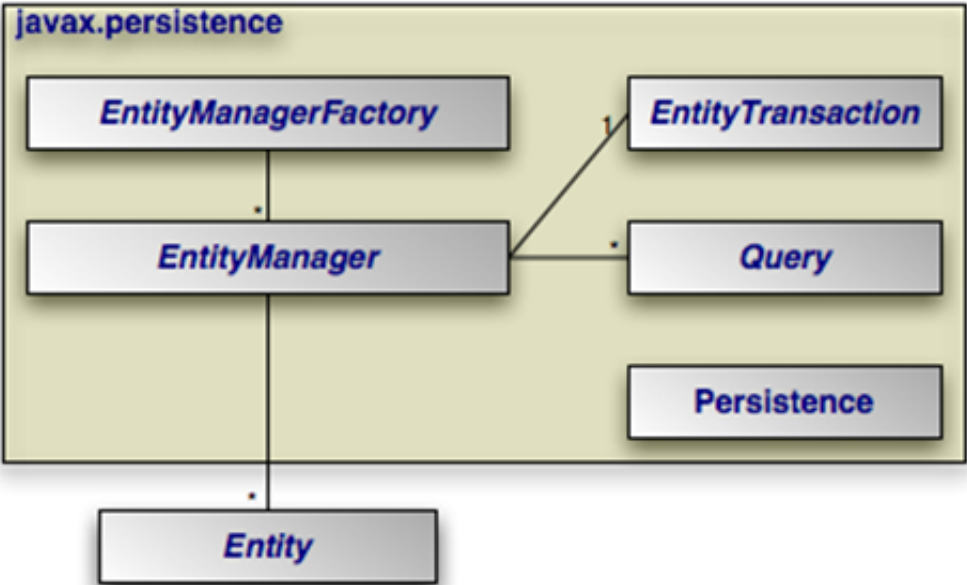 javax.persistence
EntityManagerFactory
EntityTransaction
1
*
EntityManager
*
Query
Persistence
*
Entity